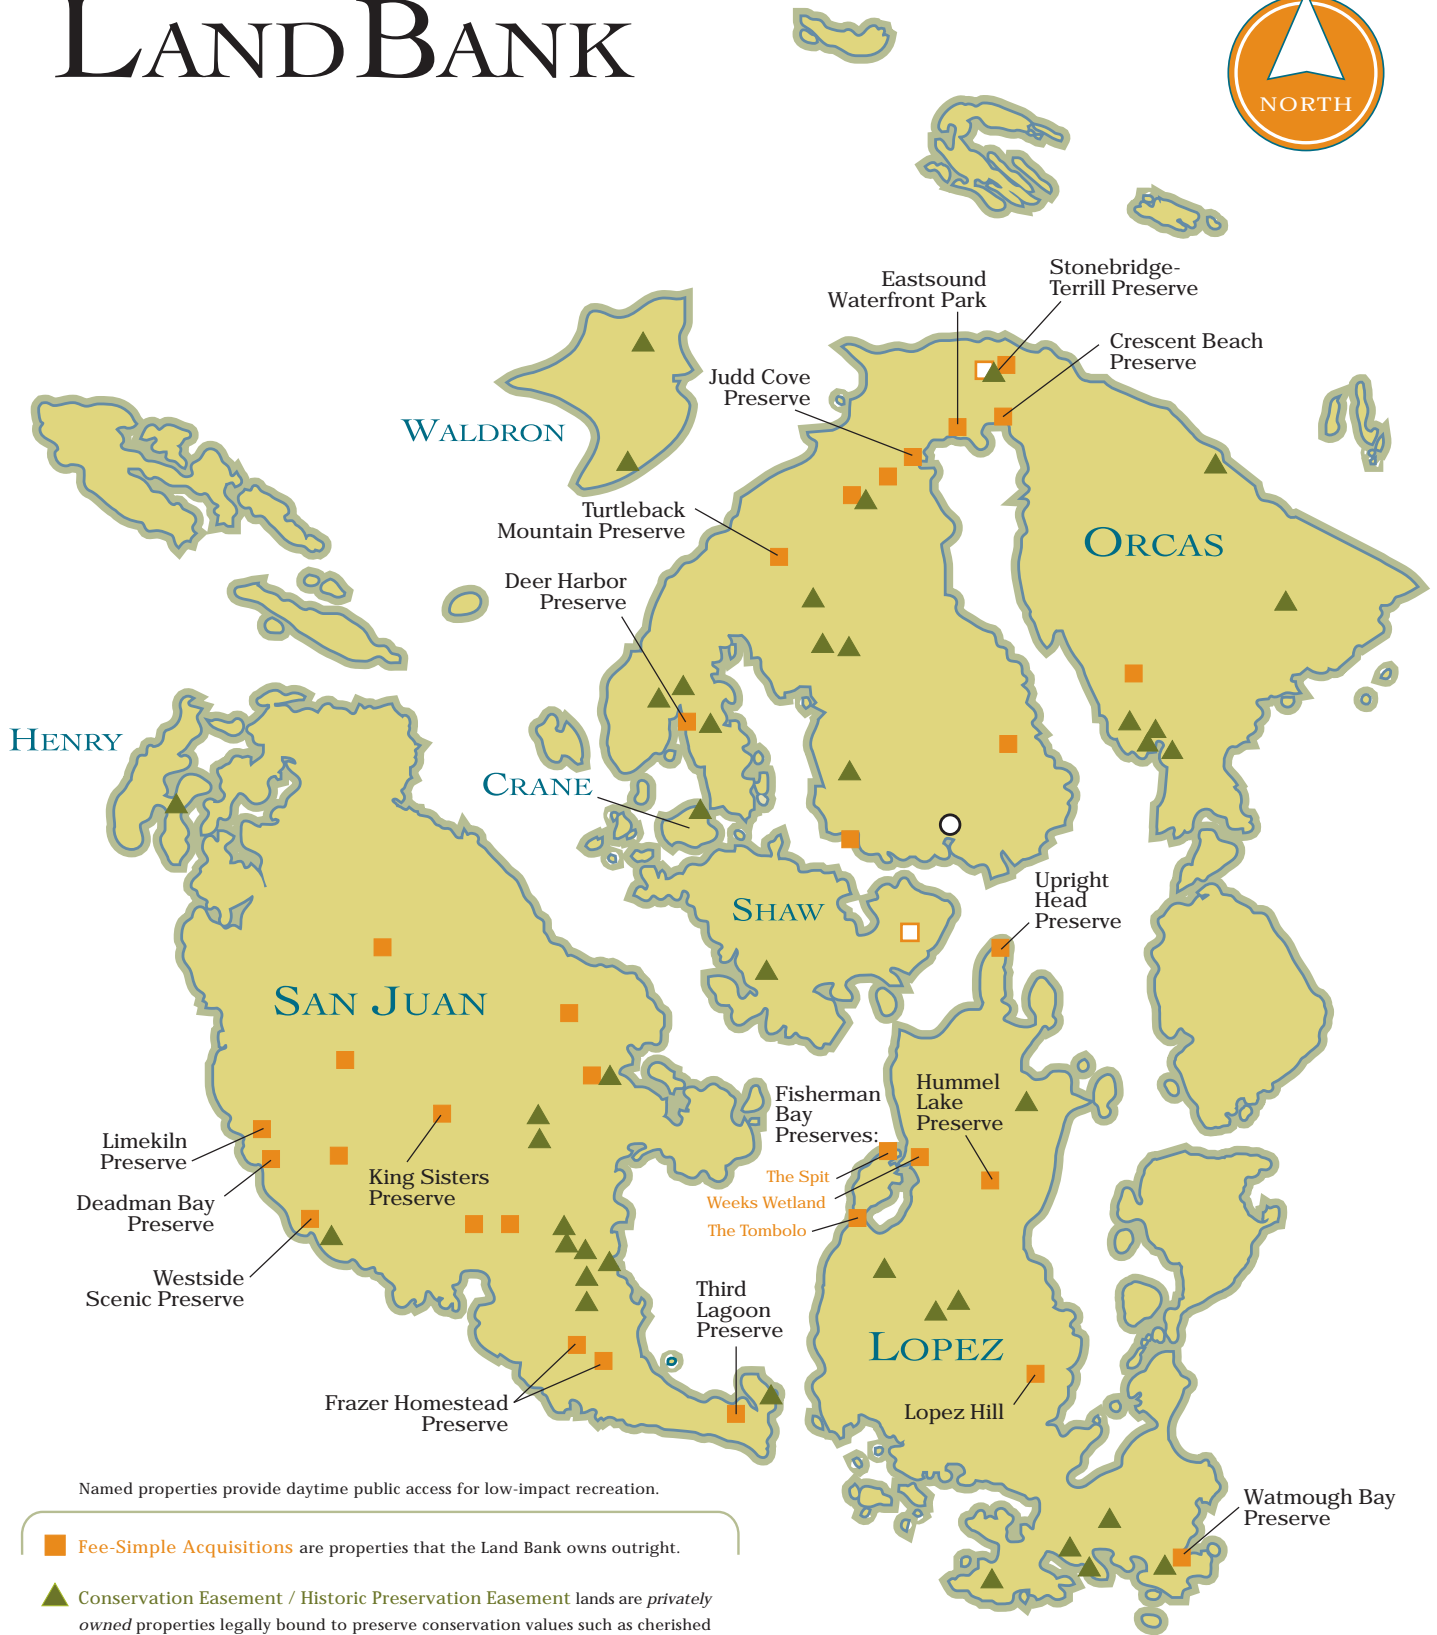 LAND BANK
NORTH
Stonebridge-
Terrill Preserve
Eastsound
Waterfront Park
Crescent Beach
Preserve
Judd Cove
Preserve
WALDRON
Turtleback
Mountain Preserve
ORCAS
Deer Harbor
Preserve
HENRY
CRANE
Upright
Head
Preserve
SHAW
SAN JUAN
Fisherman
Bay
Preserves:
Hummel
Lake
Preserve
Limekiln
Preserve
King Sisters
Preserve
The Spit
Weeks Wetland
The Tombolo
Deadman Bay
Preserve
Westside
Scenic Preserve
Third
Lagoon
Preserve
LOPEZ
Frazer Homestead
Preserve
Lopez Hill
Named properties provide daytime public access for low-impact recreation.
Watmough Bay
Preserve
Fee-Simple Acquisitions are properties that the Land Bank owns outright.
Conservation Easement / Historic Preservation Easement lands are privately
owned properties legally bound to preserve conservation values such as cherished